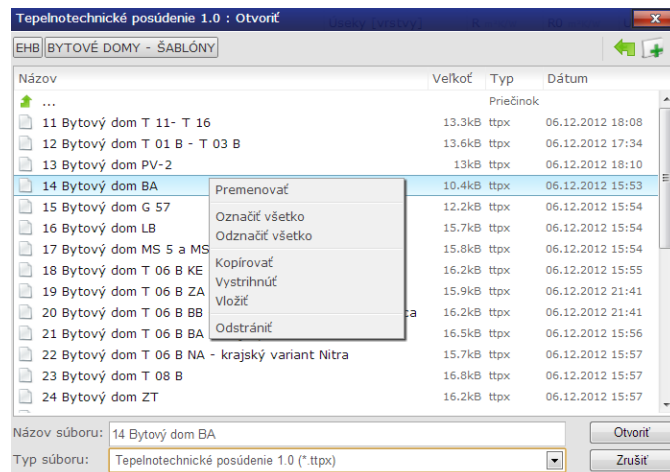 Tepelnotechnické posúdenie 1.0 : Otvoriť
EHB BYTOVÉ DOMY - ŠABLÓNY
Názov Veľkoť Typ Dátum
... Priečinok
11 Bytový dom T 11- T 16 13.3kB ttpx 06.12.2012 18:08
12 Bytový dom T 01 B - T 03 B 13.6kB ttpx 06.12.2012 17:34
13 Bytový dom PV-2 13kB ttpx 06.12.2012 18:10
14 Bytový dom BA 10.4kB ttpx 06.12.2012 15:53
15 Bytový dom G 57 12.2kB ttpx 06.12.2012 15:54
16 Bytový dom LB 15.7kB ttpx 06.12.2012 15:54
17 Bytový dom MS 5 a MS 15.8kB ttpx 06.12.2012 15:54
18 Bytový dom T 06 B KE 16.2kB ttpx 06.12.2012 15:55
19 Bytový dom T 06 B ZA 15.9kB ttpx 06.12.2012 21:41
20 Bytový dom T 06 B BB 16.2kB ttpx 06.12.2012 21:41
21 Bytový dom T 06 B BA 16.5kB ttpx 06.12.2012 15:56
22 Bytový dom T 06 B NA - krajský variant Nitra 15.7kB ttpx 06.12.2012 15:57
23 Bytový dom T 08 B 16.8kB ttpx 06.12.2012 15:57
24 Bytový dom ZT 16.2kB ttpx 06.12.2012 15:57
Premenovať
Označiť všetko
Odznačiť všetko
Kopírovať
Vystrihnúť
Vložiť
Odstrániť
Názov súboru: 14 Bytový dom BA Otvoriť
Typ súboru: Tepelnotechnické posúdenie 1.0 (*.ttpx) Zrušiť